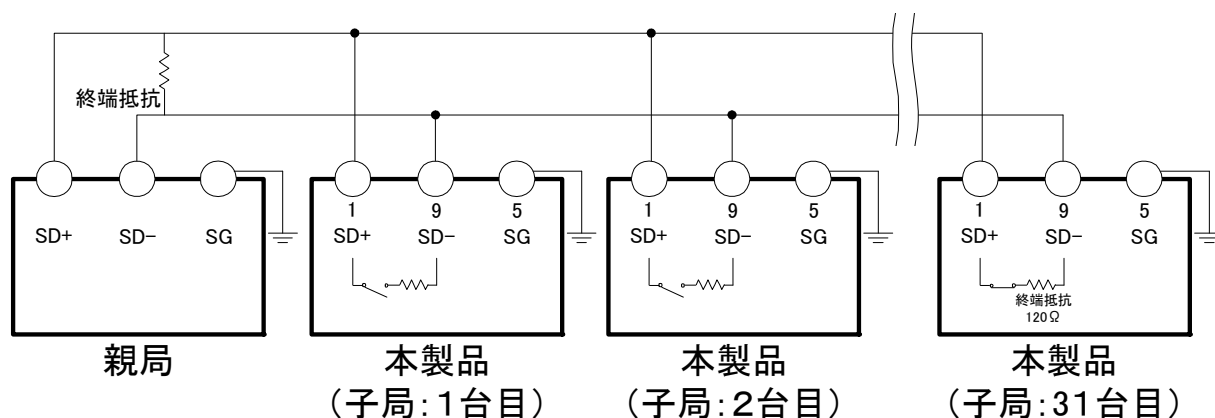 終端抵抗
SD+ SD- SG
1 9 5
SD+ SD- SG
1 9 5
SD+ SD- SG
1 9 5
SD+ SD- SG
終端抵抗
120Ω
親局
本製品
(子局:1台目)
本製品
(子局:2台目)
本製品
(子局:31台目)